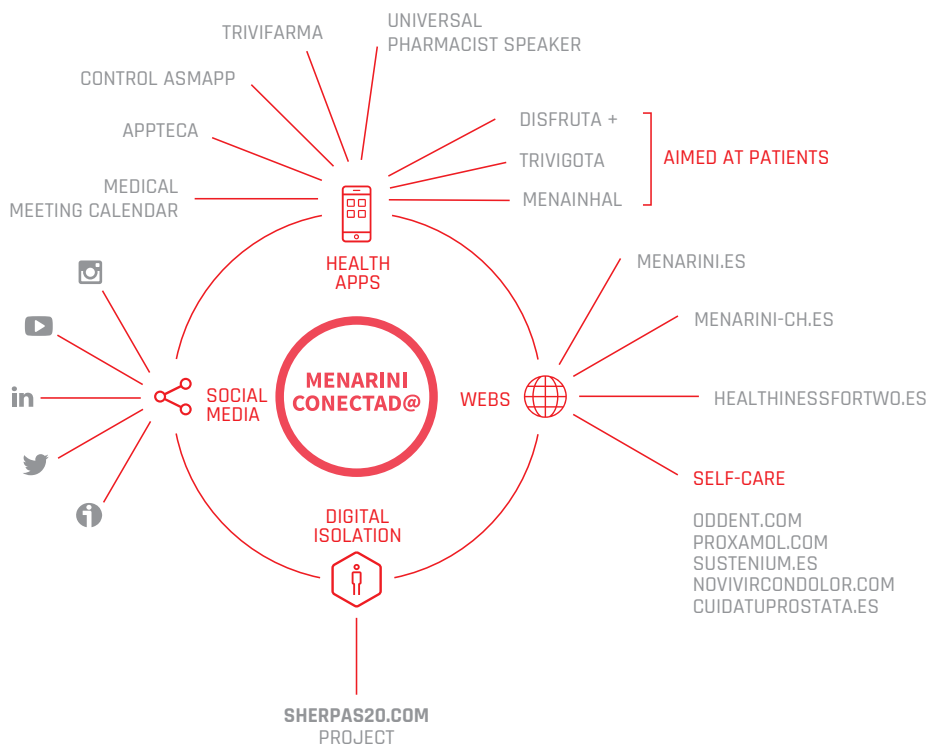 UNIVERSAL
PHARMACIST SPEAKER
TRIVIFARMA
CONTROL ASMAPP
APPTECA
MEDICAL
MEETING CALENDAR
DISFRUTA +
TRIVIGOTA
MENAINHAL
AIMED AT PATIENTS
HEALTH
APPS
MENARINI.ES
MENARINI-CH.ES
HEALTHINESSFORTWO.ES
WEBS
MENARINI
CONECTAD@
SOCIAL
MEDIA
in
SELF-CARE
ODDENT.COM
PROXAMOL.COM
SUSTENIUM.ES
NOVIVIRCONDOLOR.COM
CUIDATUPROSTATA.ES
DIGITAL
ISOLATION
SHERPAS20.COM
PROJECT